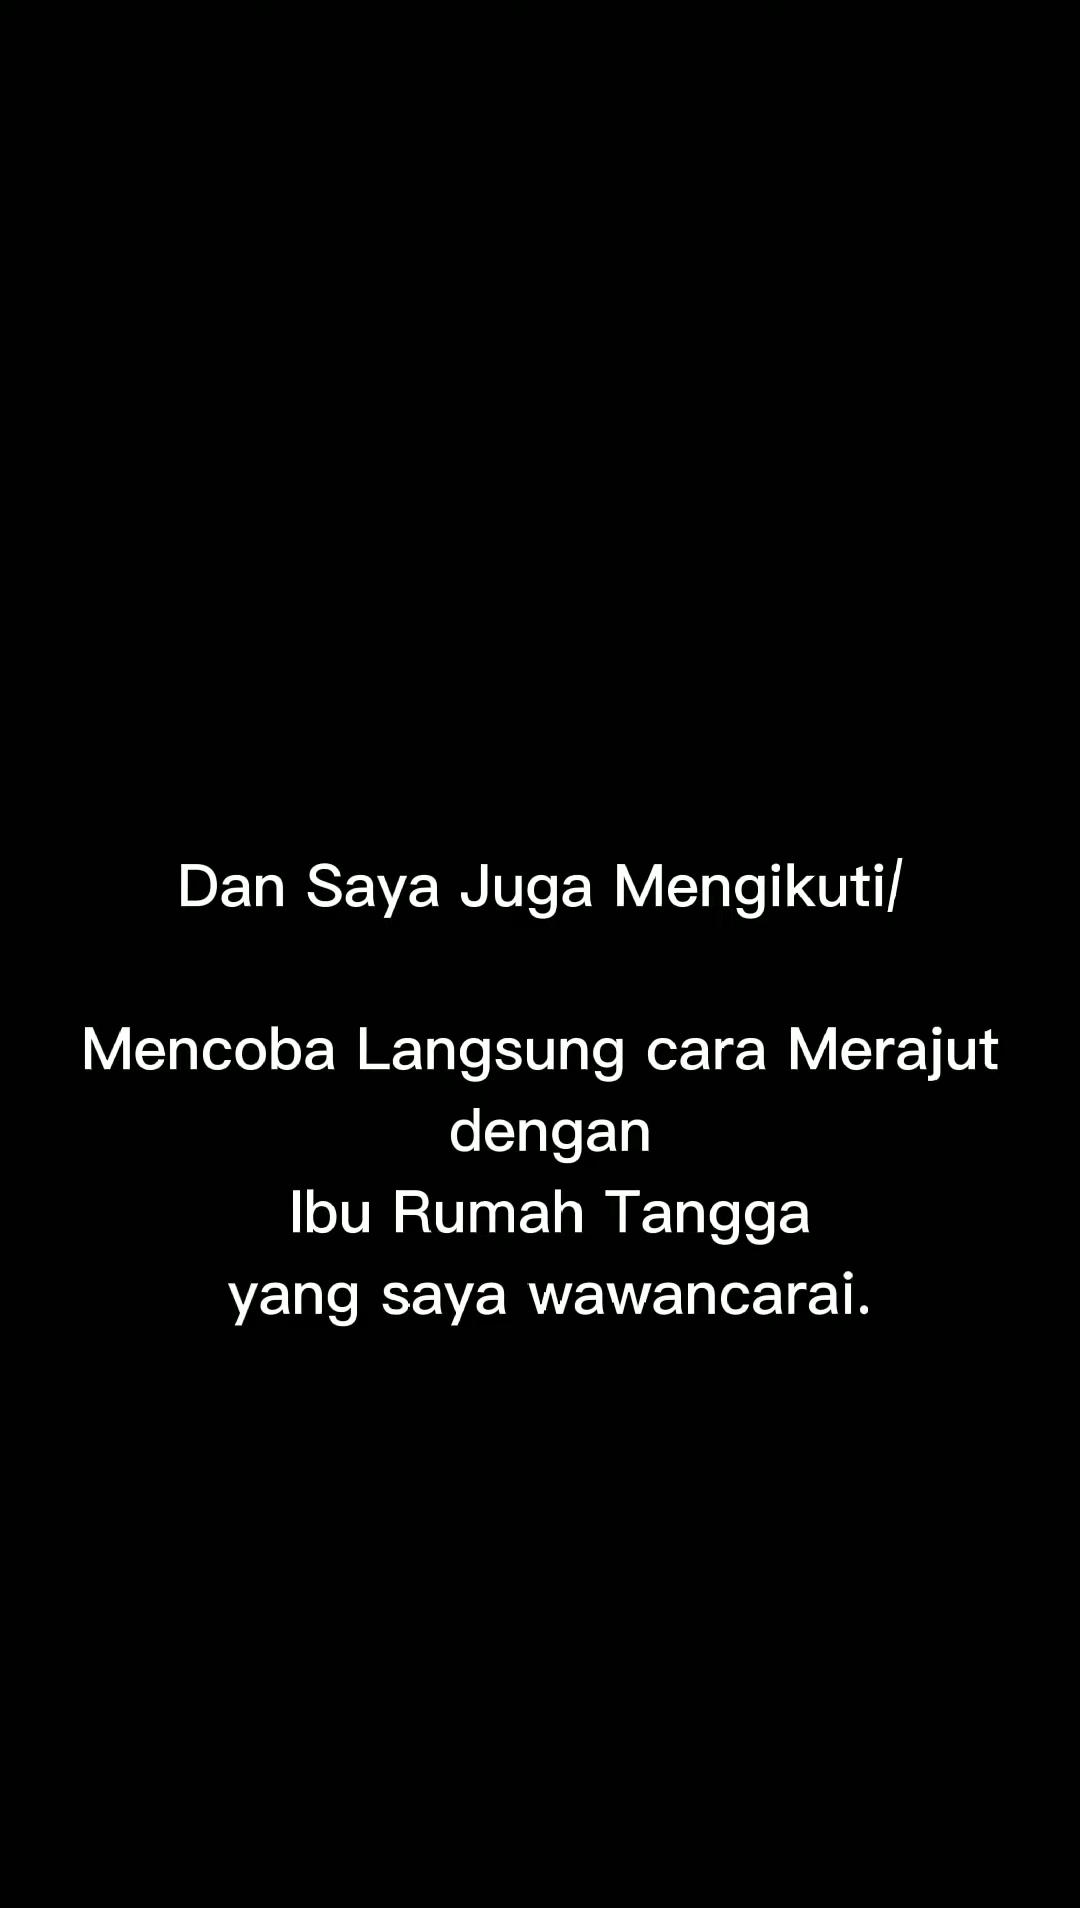 Dan Saya Juga Mengikuti/
Mencoba Langsung cara Merajut
dengan
Ibu Rumah Tangga
yang saya wawancarai.